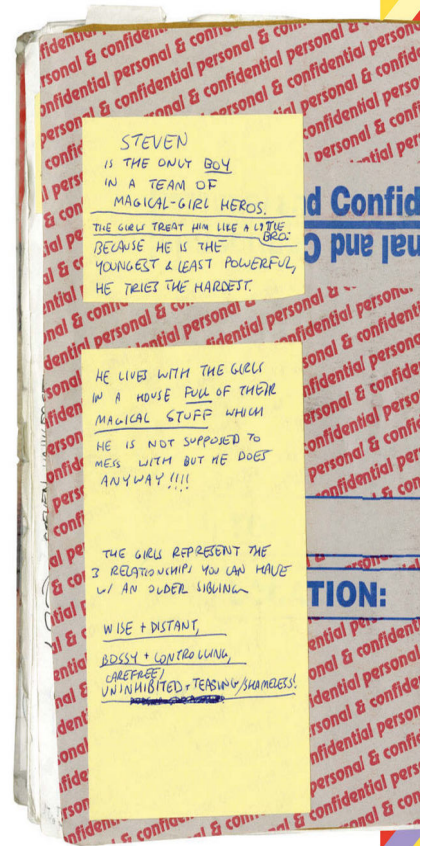 STEVEN
IS THE ONLY BOY
IN A TEAM OF
MAGICAL-GIRL HEROS.
THE GIRLS TREAT HIM LIKE A LITTLE
BRO.
BECAUSE HE IS THE
YOUNGEST & LEAST POWERFUL,
HE TRIES THE HARDEST.
HE LIVES WITH THE GIRLS
IN A HOUSE FULL OF THEIR
MAGICAL STUFF WHICH
HE IS NOT SUPPOSED TO
MESS WITH BUT HE DOES
ANYWAY !!!!
THE GIRLS REPRESENT THE
3 RELATIONSHIPS YOU CAN HAVE
W/ AN OLDER SIBLING
WISE + DISTANT,
BOSSY + CONTROLLING,
CAREFREE/
UNINHIBITED + TEASING/SHAMELESS!
personal & confidential
d Confid
TION: